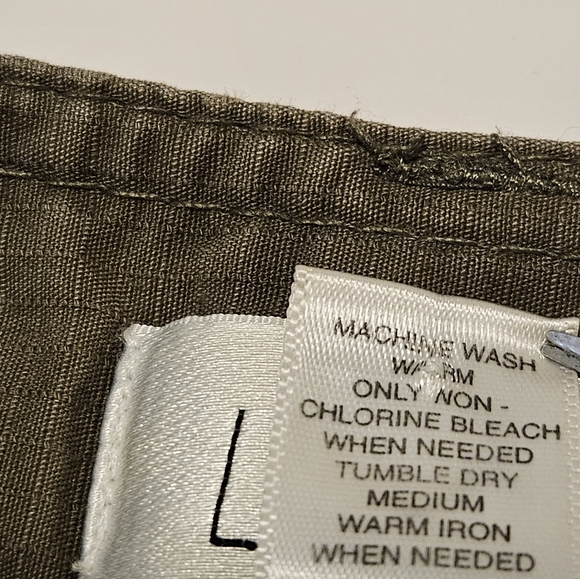 MACHINE WASH
WARM
ONLY NON -
CHLORINE BLEACH
WHEN NEEDED
TUMBLE DRY
MEDIUM
WARM IRON
WHEN NEEDED
L